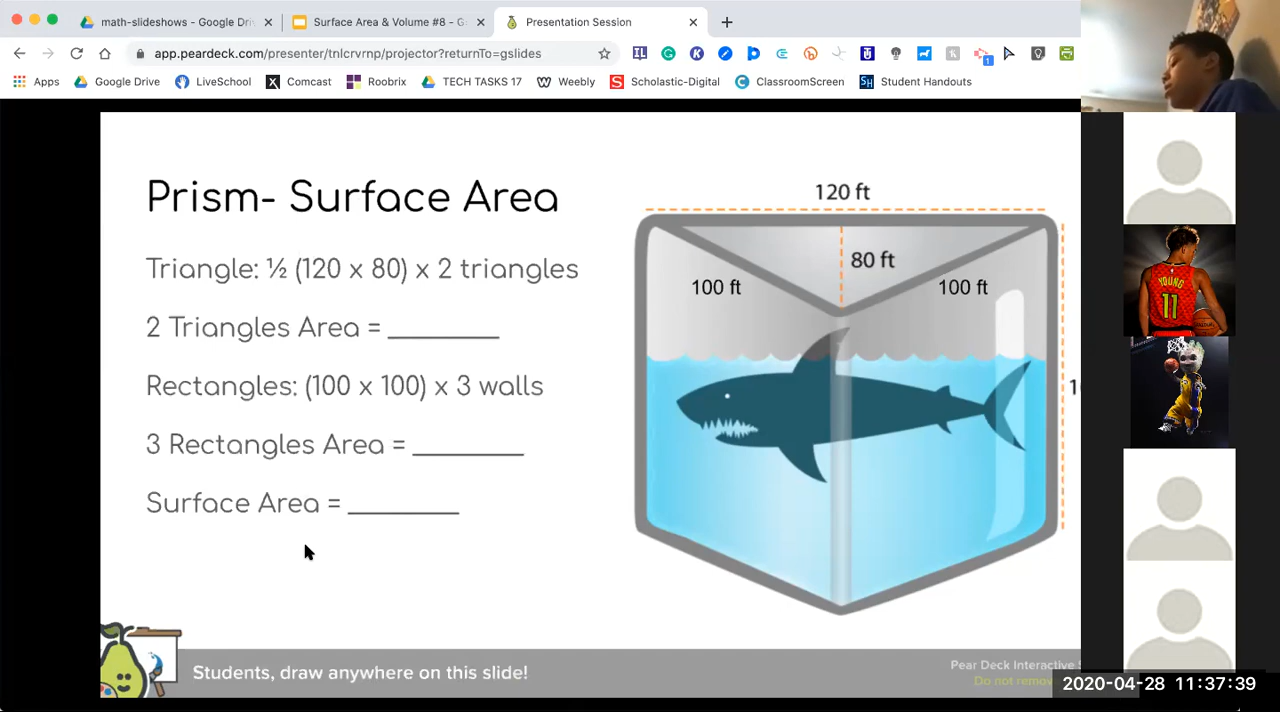 math-slideshows - Google Dri
Surface Area & Volume #8 - G
Presentation Session
app.peardeck.com/presenter/tnlcrvrnp/projector?returnTo=gslides
Apps
Google Drive
LiveSchool
Comcast
Roobrix
TECH TASKS 17
Weebly
Scholastic-Digital
ClassroomScreen
Student Handouts
Prism- Surface Area
Triangle: ½ (120 x 80) x 2 triangles
2 Triangles Area = ________
Rectangles: (100 x 100) x 3 walls
3 Rectangles Area = ________
Surface Area = ________
120 ft
80 ft
100 ft
100 ft
YOUNG
11
Students, draw anywhere on this slide!
Pear Deck Interactive
Do not remov
2020-04-28 11:37:39